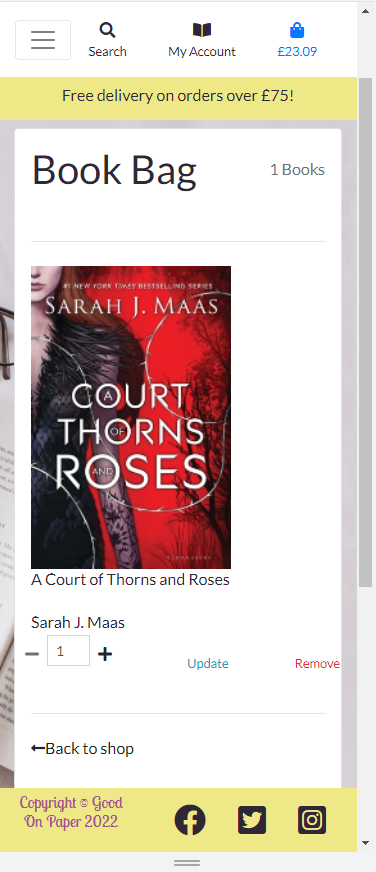 Search
My Account
£23.09
Free delivery on orders over £75!
Book Bag
1 Books
#1 NEW YORK TIMES BESTSELLING SERIES
SARAH J. MAAS
A COURT
OF
THORNS
AND
ROSES
BLOOMSBURY
A Court of Thorns and Roses
Sarah J. Maas
1
Update
Remove
Back to shop
Copyright © Good
On Paper 2022